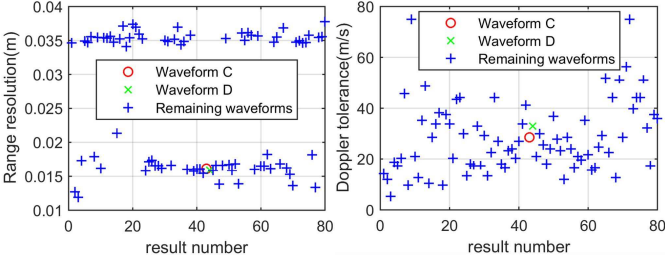 Range resolution(m)
0.04
0.035
0.03
0.025
0.02
0.015
0.01
0
20
40
60
80
result number
Waveform C
Waveform D
Remaining waveforms
Doppler tolerance(m/s)
80
60
40
20
0
0
20
40
60
80
result number
Waveform C
Waveform D
Remaining waveforms